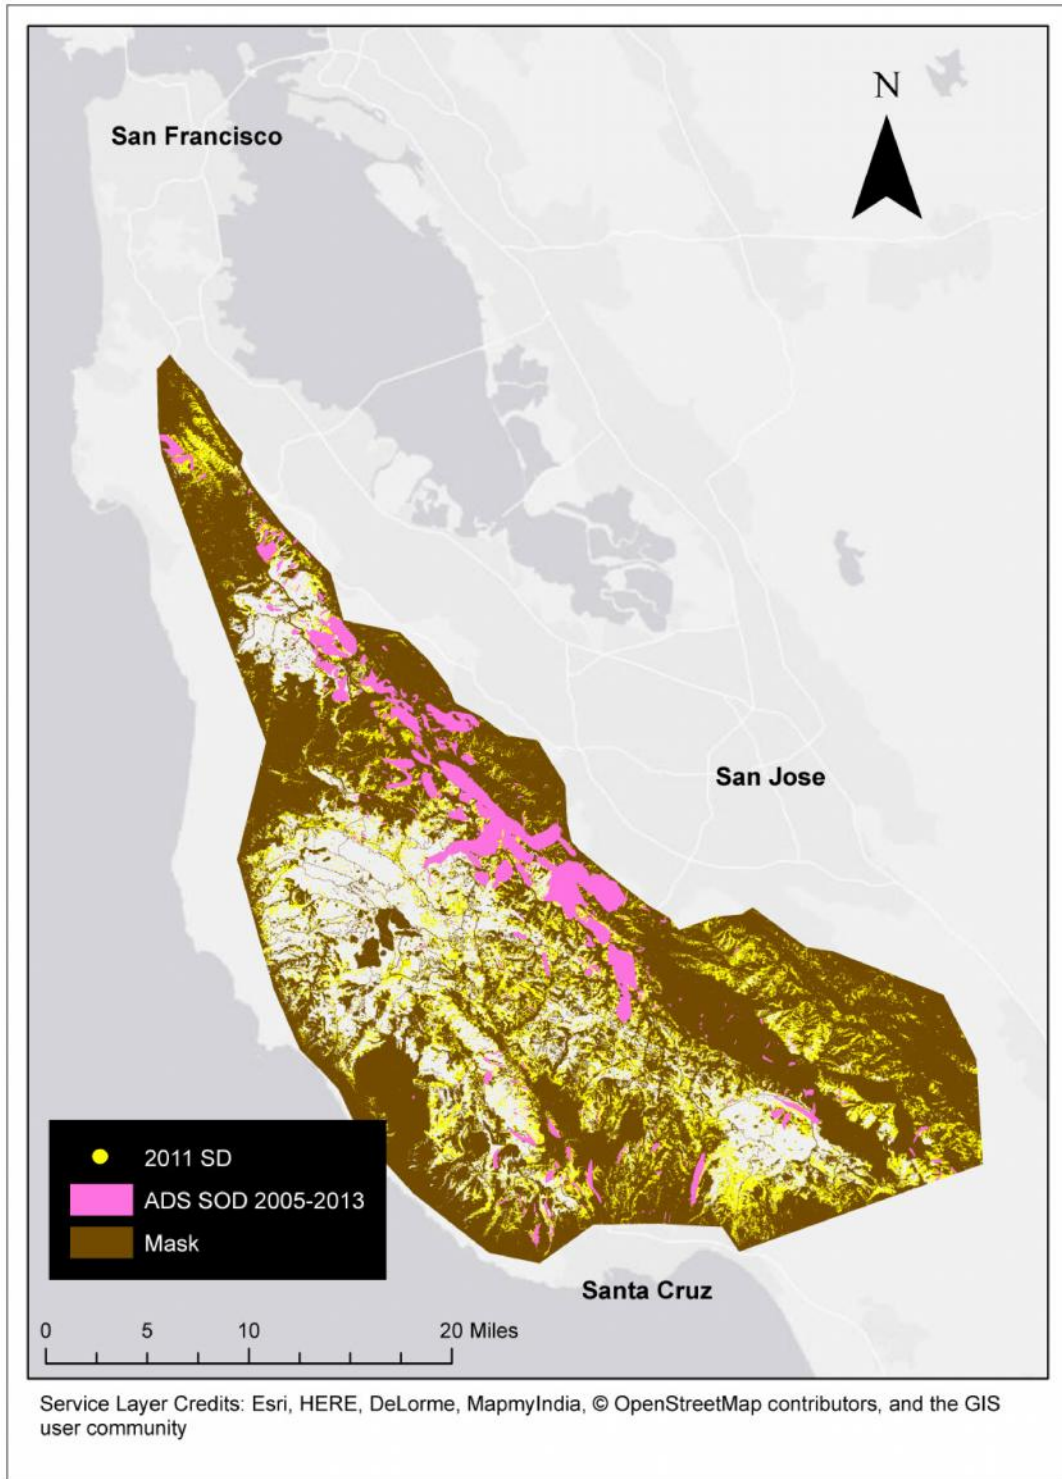 San Francisco
N
San Jose
2011 SD
ADS SOD 2005-2013
Mask
Santa Cruz
0 5 10 20 Miles
Service Layer Credits: Esri, HERE, DeLorme, MapmyIndia, © OpenStreetMap contributors, and the GIS
user community